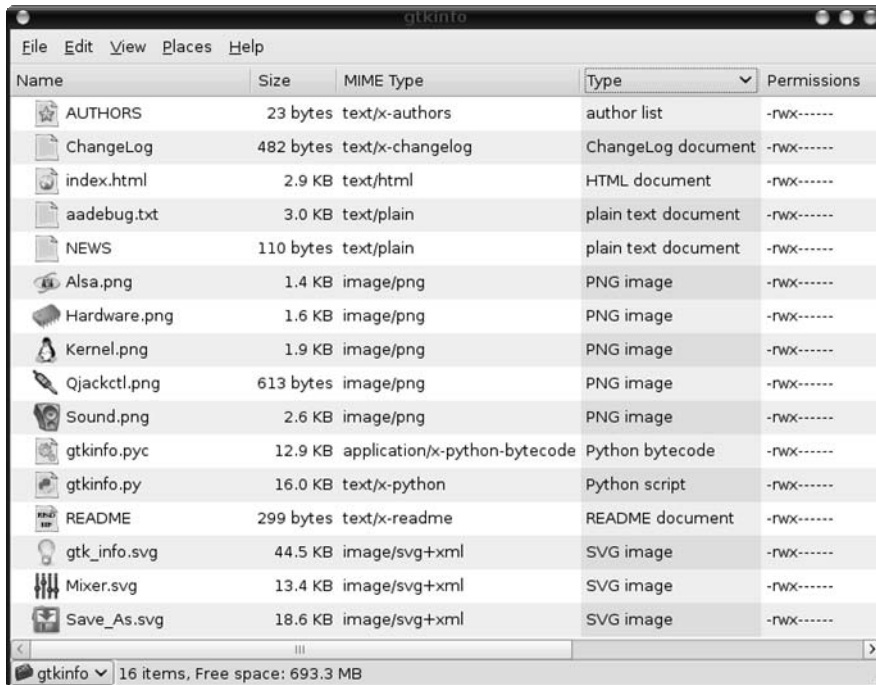 gtkinfo
File Edit View Places Help
Name Size MIME Type Type Permissions
AUTHORS 23 bytes text/x-authors author list -rwx------
ChangeLog 482 bytes text/x-changelog ChangeLog document -rwx------
index.html 2.9 KB text/html HTML document -rwx------
aadebug.txt 3.0 KB text/plain plain text document -rwx------
NEWS 110 bytes text/plain plain text document -rwx------
Alsa.png 1.4 KB image/png PNG image -rwx------
Hardware.png 1.6 KB image/png PNG image -rwx------
Kernel.png 1.9 KB image/png PNG image -rwx------
Qjackctl.png 613 bytes image/png PNG image -rwx------
Sound.png 2.6 KB image/png PNG image -rwx------
gtkinfo.pyc 12.9 KB application/x-python-bytecode Python bytecode -rwx------
gtkinfo.py 16.0 KB text/x-python Python script -rwx------
README 299 bytes text/x-readme README document -rwx------
gtk_info.svg 44.5 KB image/svg+xml SVG image -rwx------
Mixer.svg 13.4 KB image/svg+xml SVG image -rwx------
Save_As.svg 18.6 KB image/svg+xml SVG image -rwx------
gtkinfo 16 items, Free space: 693.3 MB